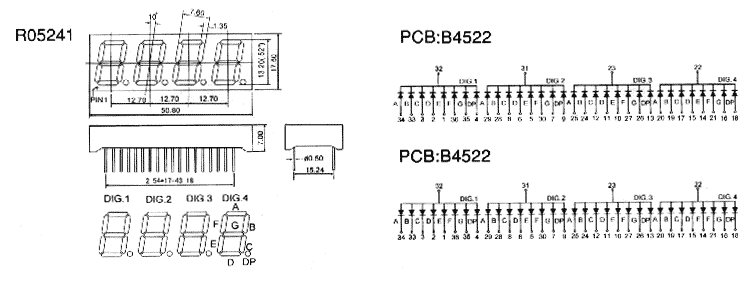 R05241
10°
7.66
1.35
13.20(.52")
17.50
PIN1
12.70
12.70
12.70
50.80
7.00
2.54*17=43.18
ø0.50
15.24
DIG.1 DIG.2 DIG.3 DIG.4
A
F G B
E C
D DP
PCB:B4522
32 31 23 22
DIG.1 DIG 2 DIG.3 DIG.4
A B C D E F G DP A B C D E F G DP A B C D E F G DP A B C D E F G DP
34 33 3 2 1 36 35 4 29 28 8 6 5 30 7 9 25 24 12 11 10 27 26 13 20 19 17 15 14 21 16 18
PCB:B4522
32 31 23 22
DIG.1 DIG.2 DIG.3 DIG.4
A B C D E F G DP A B C D E F G DP A B C D E F G DP A B C D E F G DP
34 33 3 2 1 36 35 4 29 28 8 6 5 30 7 9 25 24 12 11 10 27 26 13 20 19 17 15 14 21 16 18